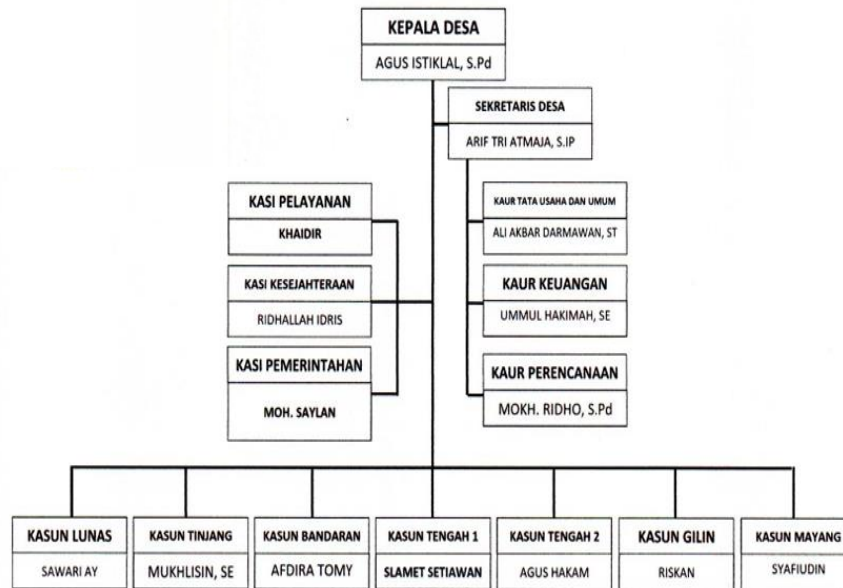 KEPALA DESA
AGUS ISTIKLAL, S.Pd
SEKRETARIS DESA
ARIF TRI ATMAJA, S.IP
KASI PELAYANAN
KHAIDIR
KASI KESEJAHTERAAN
RIDHALLAH IDRIS
KASI PEMERINTAHAN
MOH. SAYLAN
KAUR TATA USAHA DAN UMUM
ALI AKBAR DARMAWAN, ST
KAUR KEUANGAN
UMMUL HAKIMAH, SE
KAUR PERENCANAAN
MOKH. RIDHO, S.Pd
KASUN LUNAS
SAWARI AY
KASUN TINJANG
MUKHLISIN, SE
KASUN BANDARAN
AFDIRA TOMY
KASUN TENGAH 1
SLAMET SETIAWAN
KASUN TENGAH 2
AGUS HAKAM
KASUN GILIN
RISKAN
KASUN MAYANG
SYAFIUDIN